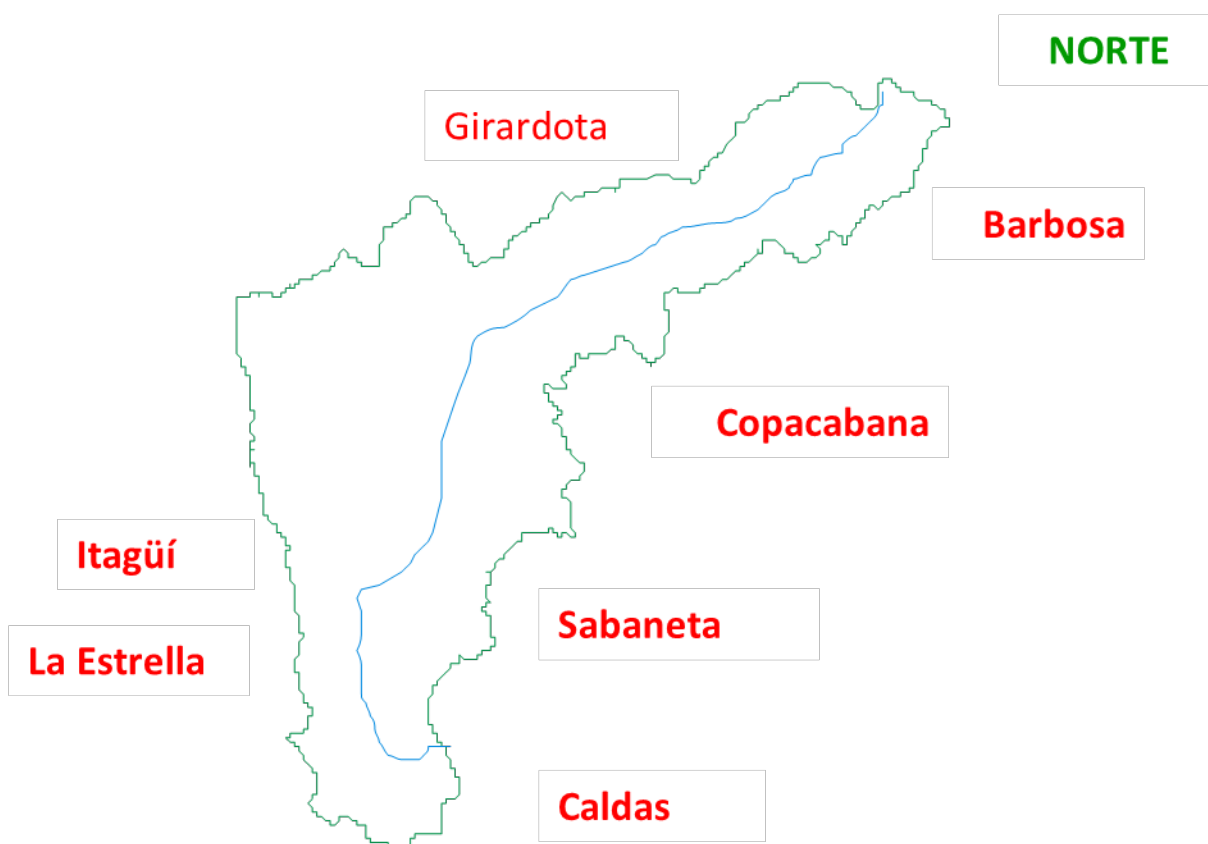 NORTE
Girardota
Barbosa
Copacabana
Itagüí
Sabaneta
La Estrella
Caldas